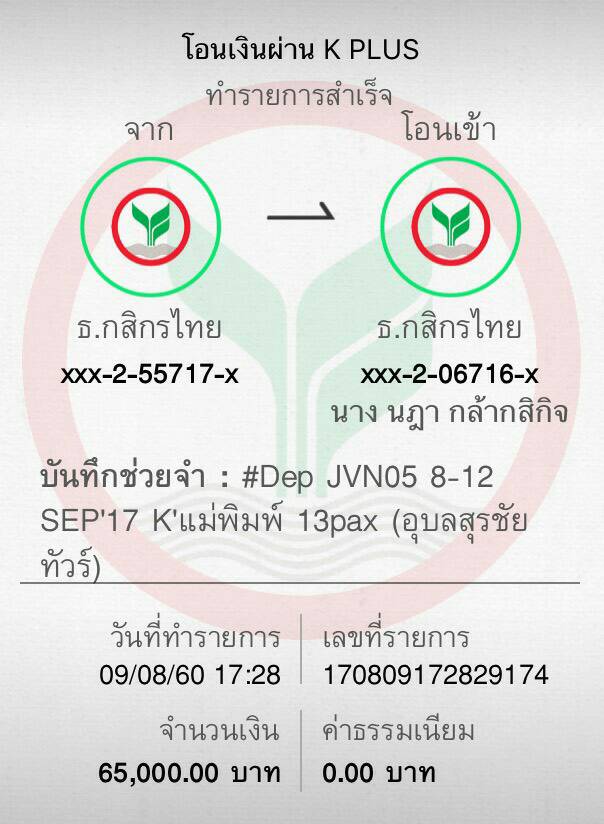 โอนเงินผ่าน K PLUS
ทำรายการสำเร็จ
จาก โอนเข้า
ธ.กสิกรไทย ธ.กสิกรไทย
xxx-2-55717-x xxx-2-06716-x
นาง นฎา กล้ากสิกิจ
บันทึกช่วยจำ : #Dep JVN05 8-12
SEP'17 K'แม่พิมพ์ 13pax (อุบลสุรชัย
ทัวร์)
วันที่ทำรายการ เลขที่รายการ
09/08/60 17:28 170809172829174
จำนวนเงิน ค่าธรรมเนียม
65,000.00 บาท 0.00 บาท